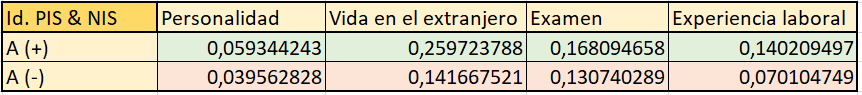 Id. PIS & NIS Personalidad Vida en el extranjero Examen Experiencia laboral
A (+) 0,059344243 0,259723788 0,168094658 0,140209497
A (-) 0,039562828 0,141667521 0,130740289 0,070104749